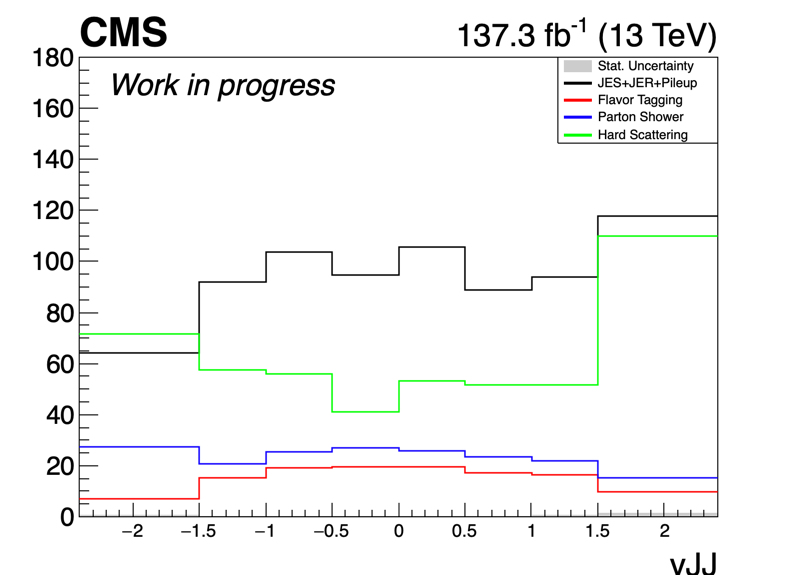 CMS 137.3 fb-1 (13 TeV)
Work in progress
Stat. Uncertainty
JES+JER+Pileup
Flavor Tagging
Parton Shower
Hard Scattering
180
160
140
120
100
80
60
40
20
0
−2 −1.5 −1 −0.5 0 0.5 1 1.5 2
vJJ